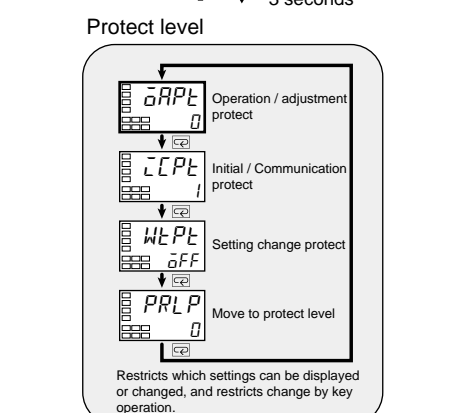 5 seconds
Protect level
oAPt
0
Operation / adjustment
protect
iCPt
1
Initial / Communication
protect
WtPt
oFF
Setting change protect
PRLP
0
Move to protect level
Restricts which settings can be displayed
or changed, and restricts change by key
operation.